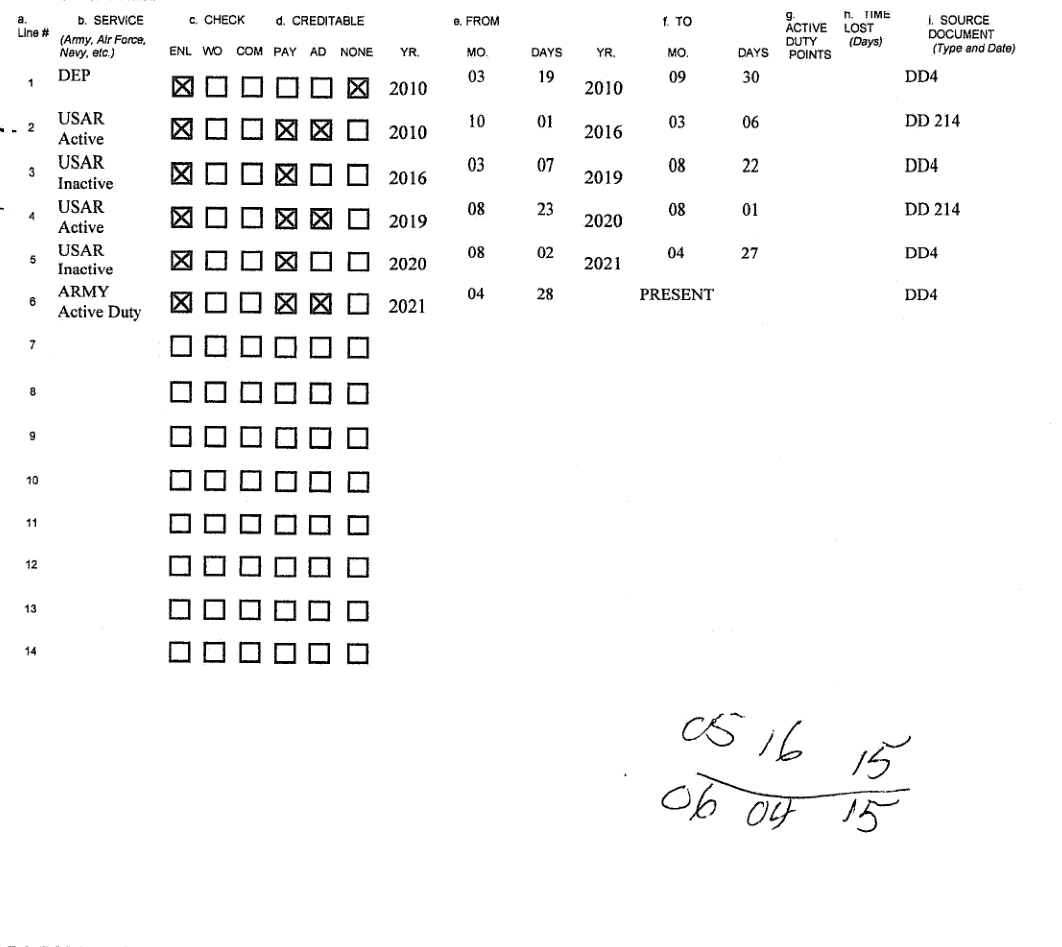 a. b. SERVICE c. CHECK d. CREDITABLE e. FROM f. TO g. h. TIME i. SOURCE
Line # (Army, Air Force, ACTIVE LOST DOCUMENT
Navy, etc.) ENL WO COM PAY AD NONE YR. MO. DAYS YR. MO. DAYS DUTY (Days) (Type and Date)
POINTS
1 DEP 2010 03 19 2010 09 30 DD4
2 USAR 2010 10 01 2016 03 06 DD 214
Active
3 USAR 2016 03 07 2019 08 22 DD4
Inactive
4 USAR 2019 08 23 2020 08 01 DD 214
Active
5 USAR 2020 08 02 2021 04 27 DD4
Inactive
6 ARMY 2021 04 28 PRESENT DD4
Active Duty
7
8
9
10
11
12
13
14
05 16 15
06 04 15